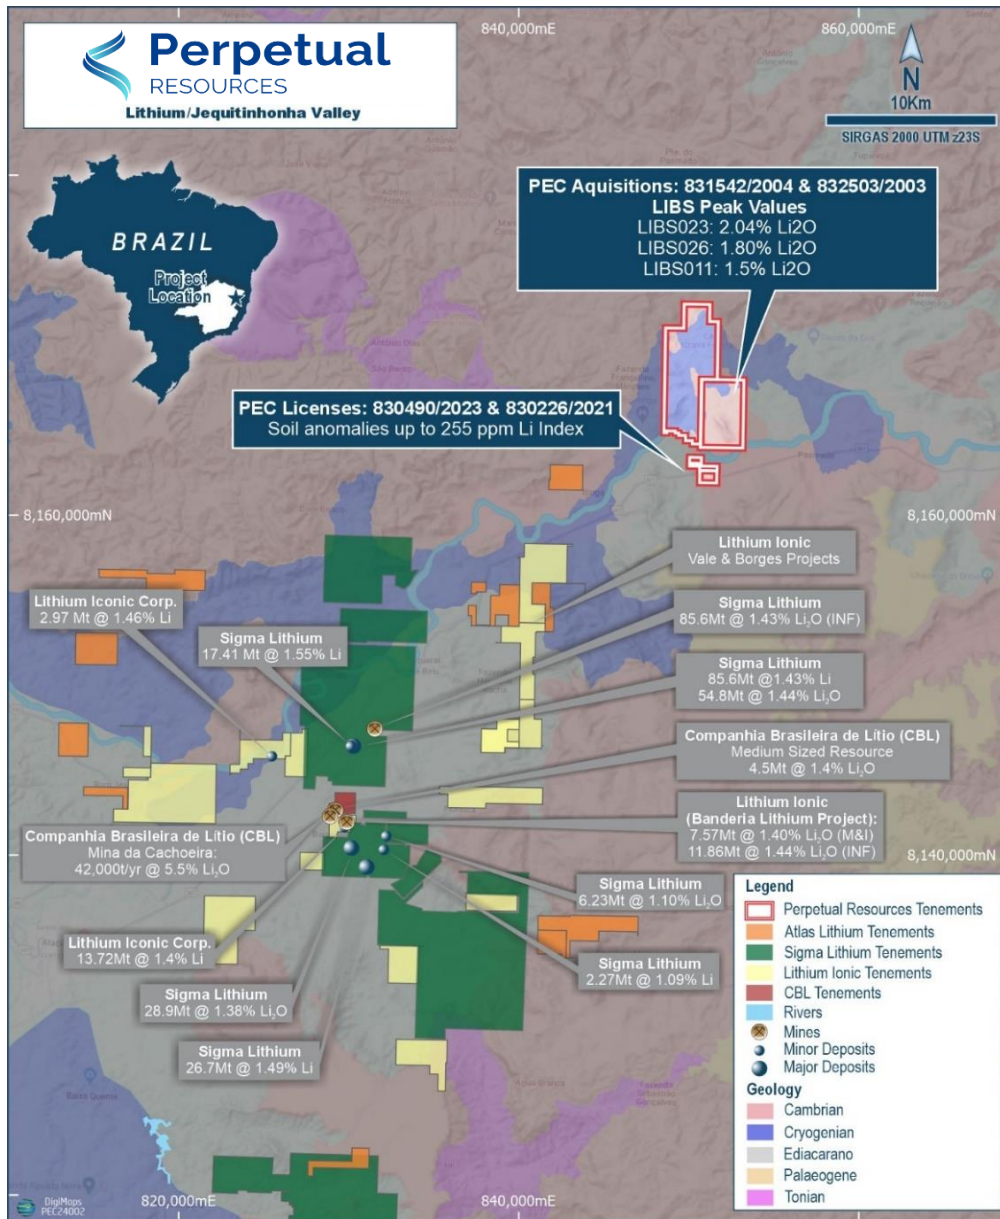 Perpetual
RESOURCES
Lithium/Jequitinhonha Valley
840,000mE
860,000mE
N
10Km
SIRGAS 2000 UTM z23S
BRAZIL
Project
Location
PEC Aquisitions: 831542/2004 & 832503/2003
LIBS Peak Values
LIBS023: 2.04% Li2O
LIBS026: 1.80% Li2O
LIBS011: 1.5% Li2O
PEC Licenses: 830490/2023 & 830226/2021
Soil anomalies up to 255 ppm Li Index
8,160,000mN
8,160,000mN
Lithium Ionic
Vale & Borges Projects
Lithium Iconic Corp.
2.97 Mt @ 1.46% Li
Sigma Lithium
17.41 Mt @ 1.55% Li
Sigma Lithium
85.6Mt @ 1.43% Li₂O (INF)
Sigma Lithium
85.6Mt @1.43% Li
54.8Mt @ 1.44% Li₂O
Companhia Brasileira de Lítio (CBL)
Medium Sized Resource
4.5Mt @ 1.4% Li₂O
Lithium Ionic
(Banderia Lithium Project):
7.57Mt @ 1.40% Li₂O (M&I)
11.86Mt @ 1.44% Li₂O (INF)
Companhia Brasileira de Lítio (CBL)
Mina da Cachoeira:
42,000t/yr @ 5.5% Li₂O
8,140,000mN
Sigma Lithium
6.23Mt @ 1.10% Li₂O
Lithium Iconic Corp.
13.72Mt @ 1.4% Li
Sigma Lithium
2.27Mt @ 1.09% Li
Sigma Lithium
28.9Mt @ 1.38% Li₂O
Sigma Lithium
26.7Mt @ 1.49% Li
Legend
Perpetual Resources Tenements
Atlas Lithium Tenements
Sigma Lithium Tenements
Lithium Ionic Tenements
CBL Tenements
Rivers
Mines
Minor Deposits
Major Deposits
Geology
Cambrian
Cryogenian
Ediacarano
Palaeogene
Tonian
DigiMaps
PEC24002
820,000mE
840,000mE